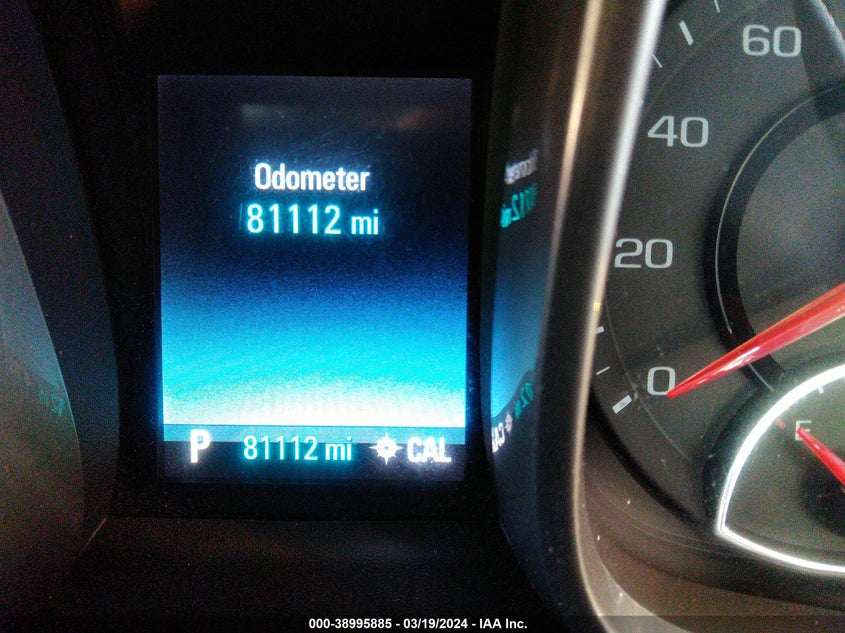 Odometer
81112 mi
P 81112 mi CAL
60
40
20
0
E
000-38995885 - 03/19/2024 - IAA Inc.